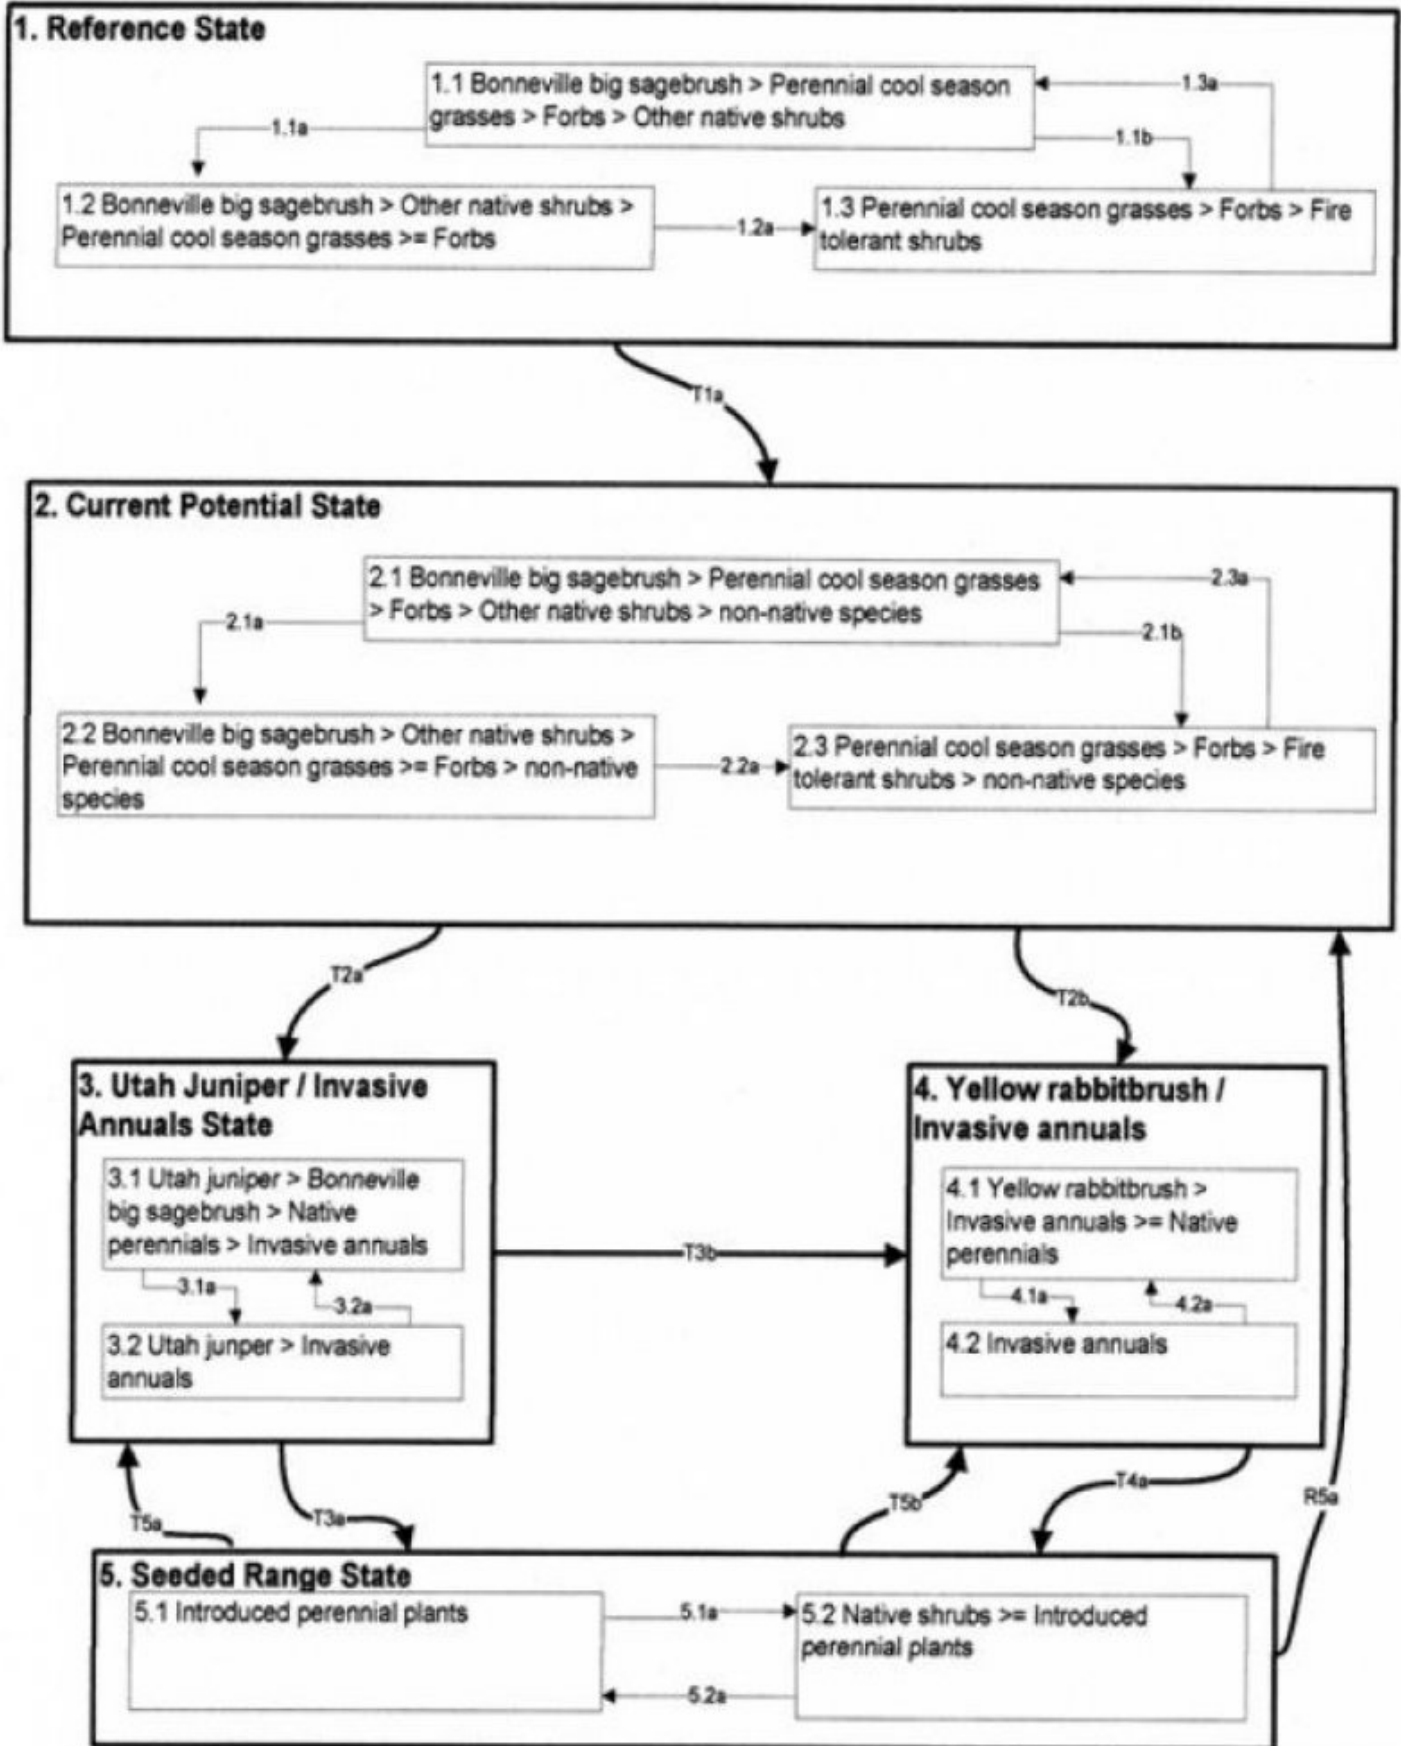 1. Reference State
1.1 Bonneville big sagebrush > Perennial cool season
grasses > Forbs > Other native shrubs
1.3a
1.1a
1.1b
1.2 Bonneville big sagebrush > Other native shrubs >
Perennial cool season grasses >= Forbs
1.2a
1.3 Perennial cool season grasses > Forbs > Fire
tolerant shrubs
T1a
2. Current Potential State
2.1 Bonneville big sagebrush > Perennial cool season grasses
> Forbs > Other native shrubs > non-native species
2.3a
2.1a
2.1b
2.2 Bonneville big sagebrush > Other native shrubs >
Perennial cool season grasses >= Forbs > non-native
species
2.2a
2.3 Perennial cool season grasses > Forbs > Fire
tolerant shrubs > non-native species
T2a
T2b
3. Utah Juniper / Invasive
Annuals State
3.1 Utah juniper > Bonneville
big sagebrush > Native
perennials > Invasive annuals
3.1a
3.2a
3.2 Utah junper > Invasive
annuals
T3b
4. Yellow rabbitbrush /
Invasive annuals
4.1 Yellow rabbitbrush >
Invasive annuals >= Native
perennials
4.1a
4.2a
4.2 Invasive annuals
T5a
T3a
T5b
T4a
R5a
5. Seeded Range State
5.1 Introduced perennial plants
5.1a
5.2a
5.2 Native shrubs >= Introduced
perennial plants